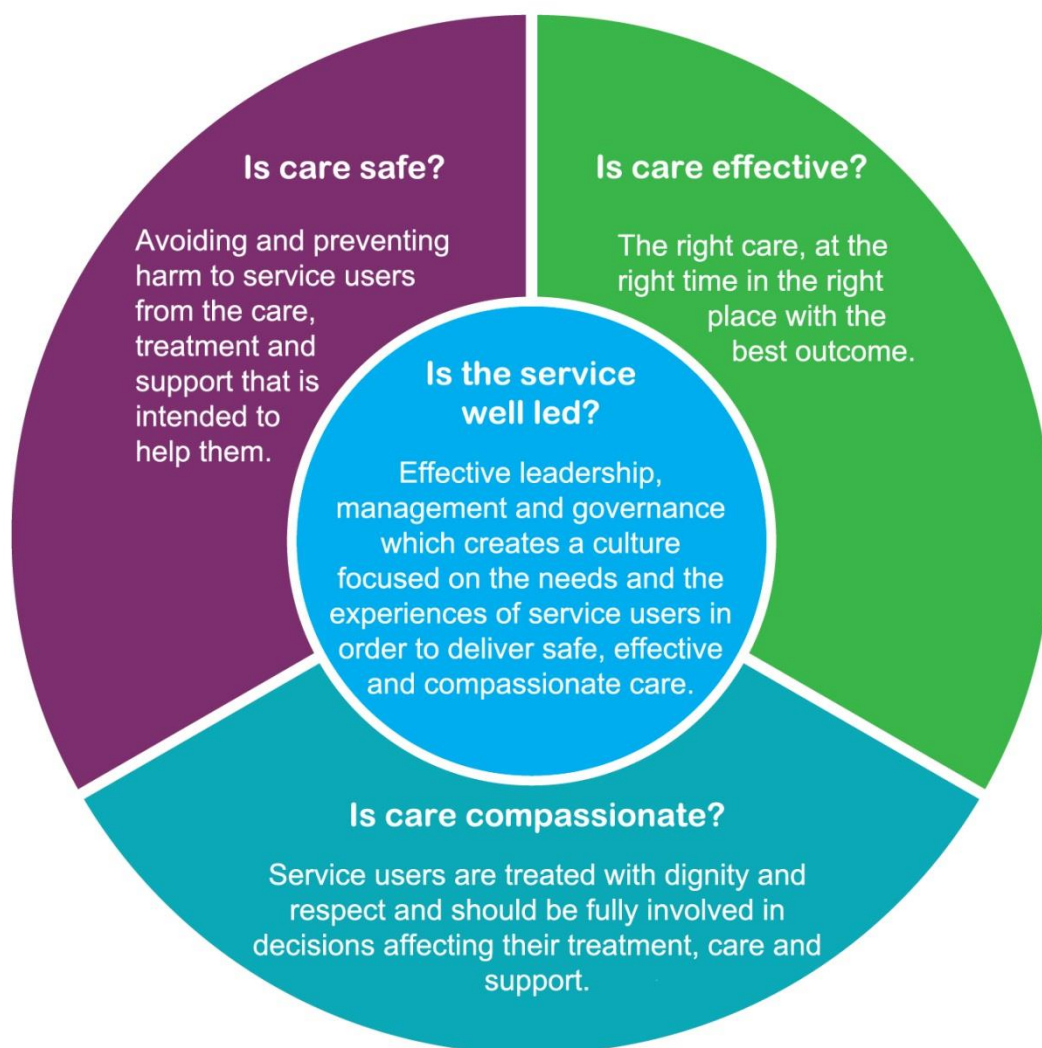 Is care safe?
Avoiding and preventing
harm to service users
from the care,
treatment and
support that is
intended to
help them.
Is care effective?
The right care, at the
right time in the right
place with the
best outcome.
Is the service
well led?
Effective leadership,
management and governance
which creates a culture
focused on the needs and the
experiences of service users in
order to deliver safe, effective
and compassionate care.
Is care compassionate?
Service users are treated with dignity and
respect and should be fully involved in
decisions affecting their treatment, care and
support.